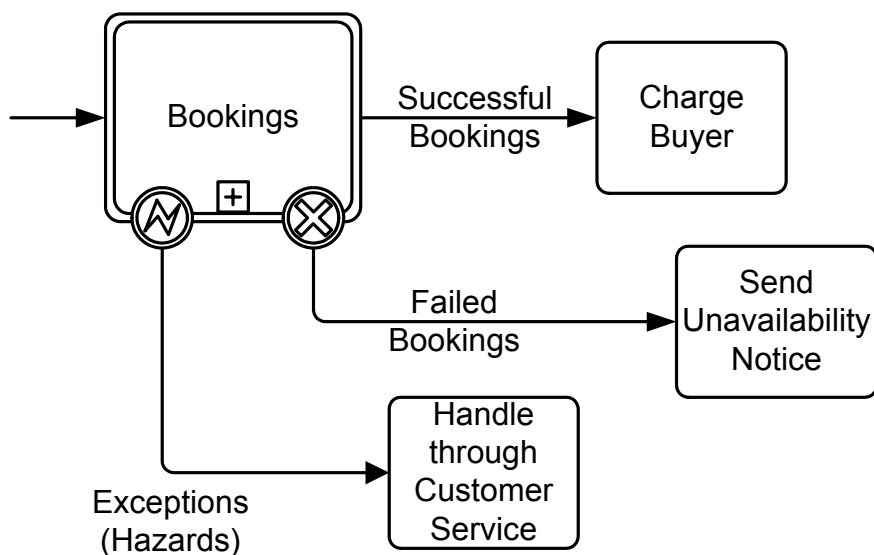 Bookings
Successful
Bookings
Charge
Buyer
Failed
Bookings
Send
Unavailability
Notice
Handle
through
Customer
Service
Exceptions
(Hazards)